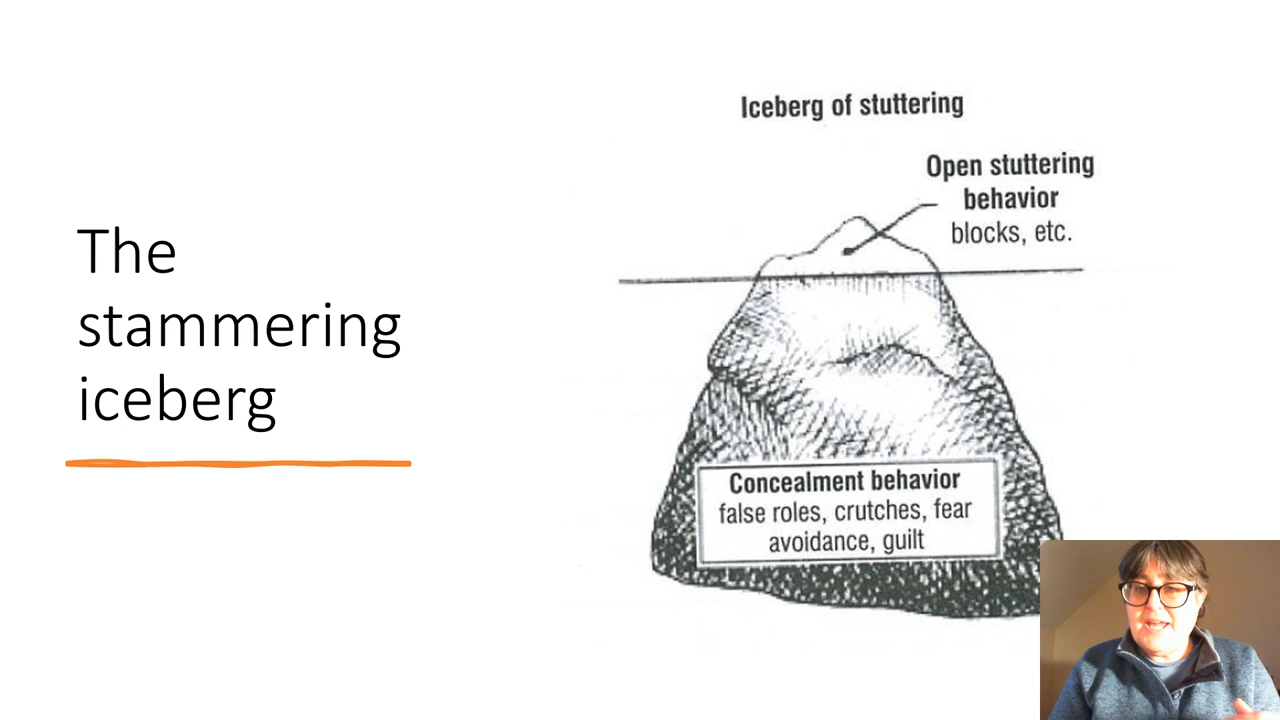 The
stammering
iceberg
Iceberg of stuttering
Open stuttering
behavior
blocks, etc.
Concealment behavior
false roles, crutches, fear
avoidance, guilt